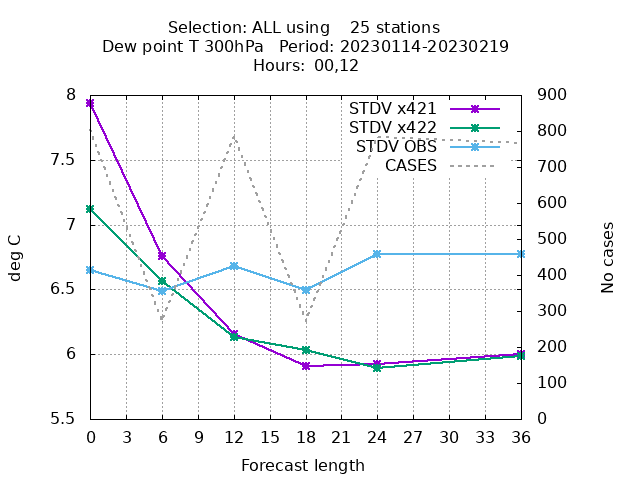 Selection: ALL using 25 stations
Dew point T 300hPa Period: 20230114-20230219
Hours: 00,12
STDV x421
STDV x422
STDV OBS
CASES
8
7.5
7
6.5
6
5.5
900
800
700
600
500
400
300
200
100
0
deg C
No cases
0 3 6 9 12 15 18 21 24 27 30 33 36
Forecast length